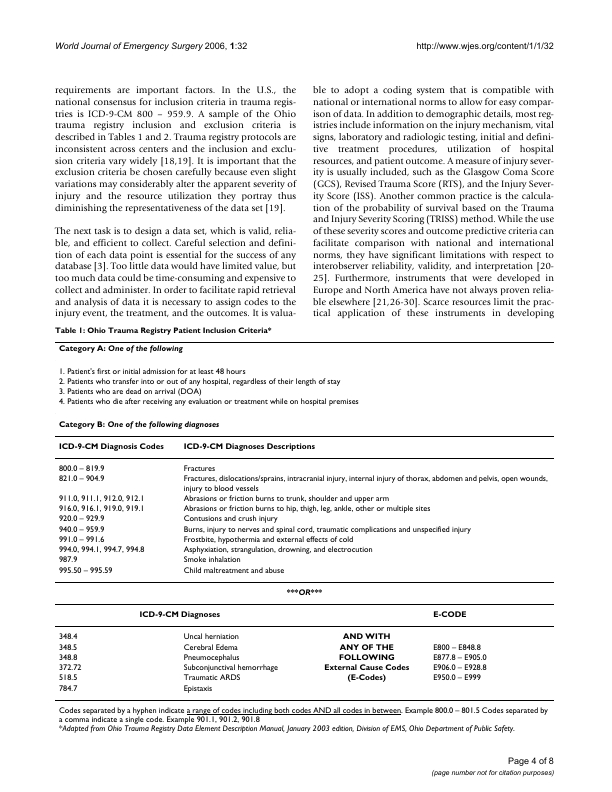 World Journal of Emergency Surgery 2006, 1:32
http://www.wjes.org/content/1/1/32
requirements are important factors. In the U.S., the
national consensus for inclusion criteria in trauma regis-
tries is ICD-9-CM 800 – 959.9. A sample of the Ohio
trauma registry inclusion and exclusion criteria is
described in Tables 1 and 2. Trauma registry protocols are
inconsistent across centers and the inclusion and exclu-
sion criteria vary widely [18,19]. It is important that the
exclusion criteria be chosen carefully because even slight
variations may considerably alter the apparent severity of
injury and the resource utilization they portray thus
diminishing the representativeness of the data set [19].
The next task is to design a data set, which is valid, relia-
ble, and efficient to collect. Careful selection and defini-
tion of each data point is essential for the success of any
database [3]. Too little data would have limited value, but
too much data could be time-consuming and expensive to
collect and administer. In order to facilitate rapid retrieval
and analysis of data it is necessary to assign codes to the
injury event, the treatment, and the outcomes. It is valua-
ble to adopt a coding system that is compatible with
national or international norms to allow for easy compar-
ison of data. In addition to demographic details, most reg-
istries include information on the injury mechanism, vital
signs, laboratory and radiologic testing, initial and defini-
tive treatment procedures, utilization of hospital
resources, and patient outcome. A measure of injury sever-
ity is usually included, such as the Glasgow Coma Score
(GCS), Revised Trauma Score (RTS), and the Injury Sever-
ity Score (ISS). Another common practice is the calcula-
tion of the probability of survival based on the Trauma
and Injury Severity Scoring (TRISS) method. While the use
of these severity scores and outcome predictive criteria can
facilitate comparison with national and international
norms, they have significant limitations with respect to
interobserver reliability, validity, and interpretation [20-
25]. Furthermore, instruments that were developed in
Europe and North America have not always proven relia-
ble elsewhere [21,26-30]. Scarce resources limit the prac-
tical application of these instruments in developing
Table 1: Ohio Trauma Registry Patient Inclusion Criteria*
Category A: One of the following
1. Patient's first or initial admission for at least 48 hours
2. Patients who transfer into or out of any hospital, regardless of their length of stay
3. Patients who are dead on arrival (DOA)
4. Patients who die after receiving any evaluation or treatment while on hospital premises
Category B: One of the following diagnoses
ICD-9-CM Diagnosis Codes ICD-9-CM Diagnoses Descriptions
800.0 – 819.9 Fractures
821.0 – 904.9 Fractures, dislocations/sprains, intracranial injury, internal injury of thorax, abdomen and pelvis, open wounds,
injury to blood vessels
911.0, 911.1, 912.0, 912.1 Abrasions or friction burns to trunk, shoulder and upper arm
916.0, 916.1, 919.0, 919.1 Abrasions or friction burns to hip, thigh, leg, ankle, other or multiple sites
920.0 – 929.9 Contusions and crush injury
940.0 – 959.9 Burns, injury to nerves and spinal cord, traumatic complications and unspecified injury
991.0 – 991.6 Frostbite, hypothermia and external effects of cold
994.0, 994.1, 994.7, 994.8 Asphyxiation, strangulation, drowning, and electrocution
987.9 Smoke inhalation
995.50 – 995.59 Child maltreatment and abuse
***OR***
ICD-9-CM Diagnoses E-CODE
348.4 Uncal herniation AND WITH
348.5 Cerebral Edema ANY OF THE E800 – E848.8
348.8 Pneumocephalus FOLLOWING E877.8 – E905.0
372.72 Subconjunctival hemorrhage External Cause Codes E906.0 – E928.8
518.5 Traumatic ARDS (E-Codes) E950.0 – E999
784.7 Epistaxis
Codes separated by a hyphen indicate a range of codes including both codes AND all codes in between. Example 800.0 – 801.5 Codes separated by
a comma indicate a single code. Example 901.1, 901.2, 901.8
*Adapted from Ohio Trauma Registry Data Element Description Manual, January 2003 edition, Division of EMS, Ohio Department of Public Safety.
Page 4 of 8
(page number not for citation purposes)